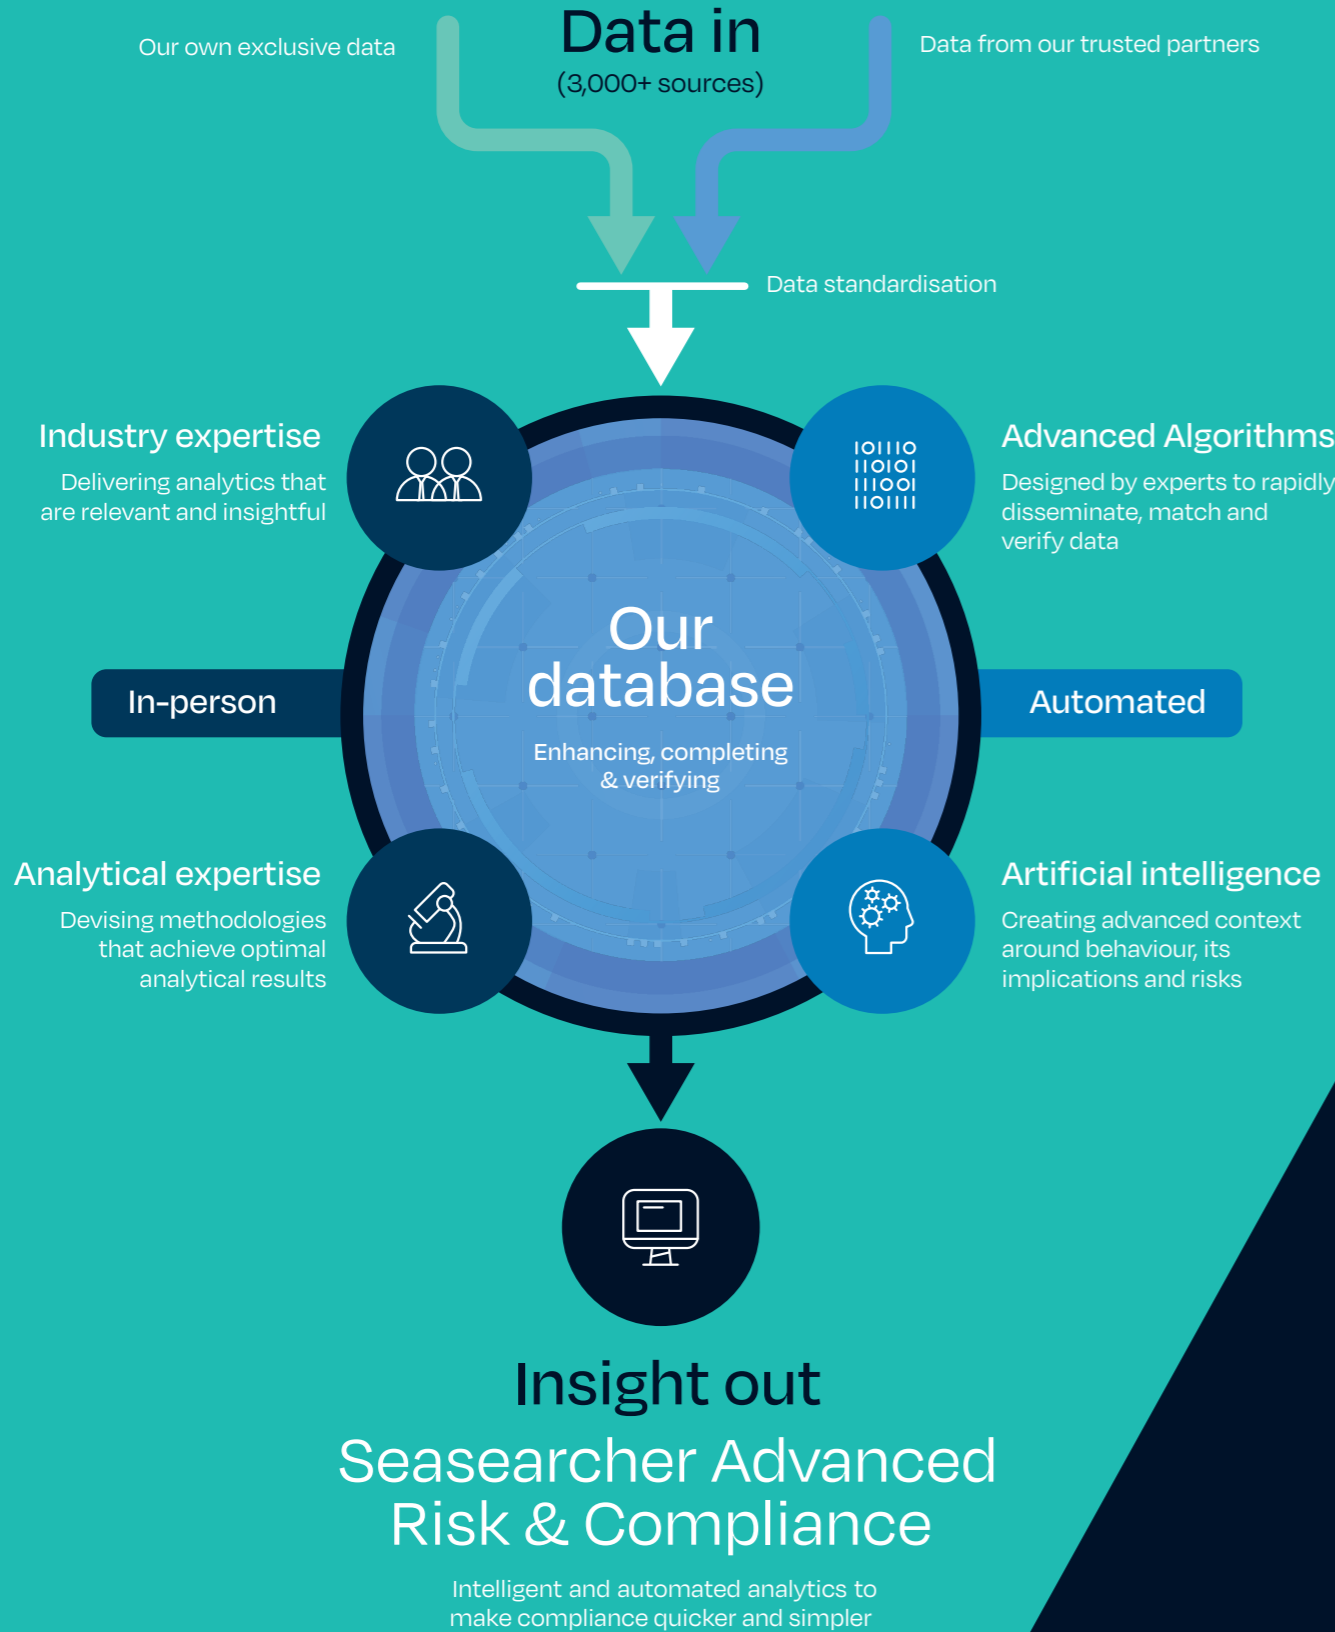 Data in
(3,000+ sources)
Our own exclusive data
Data from our trusted partners
Data standardisation
Industry expertise
Delivering analytics that
are relevant and insightful
Advanced Algorithms
Designed by experts to rapidly
disseminate, match and
verify data
101110
110101
111001
110111
Our
database
Enhancing, completing
& verifying
In-person
Automated
Analytical expertise
Devising methodologies
that achieve optimal
analytical results
Artificial intelligence
Creating advanced context
around behaviour, its
implications and risks
Insight out
Seasearcher Advanced
Risk & Compliance
Intelligent and automated analytics to
make compliance quicker and simpler